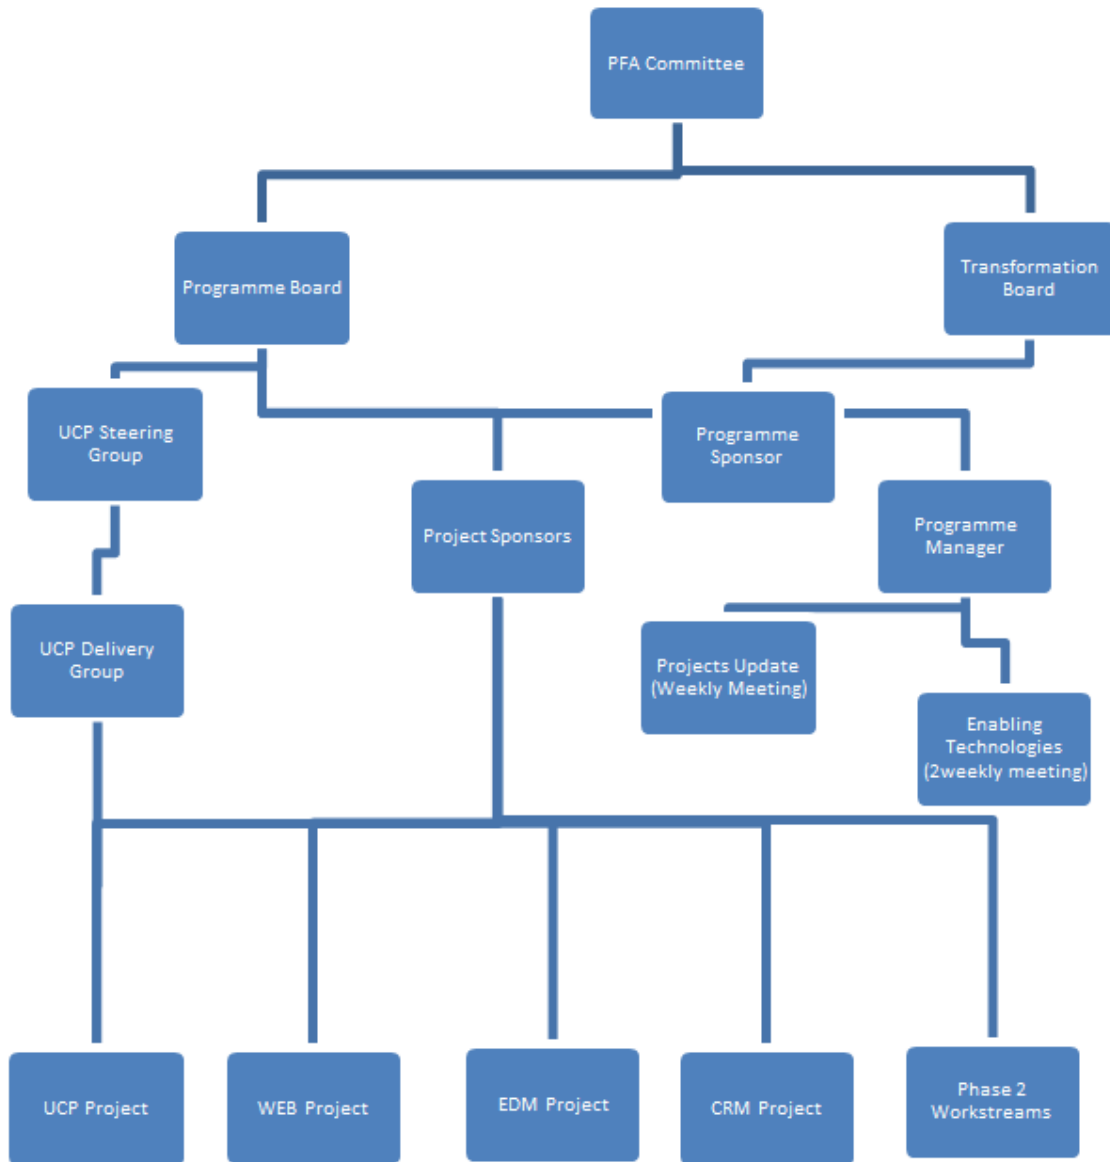 PFA Committee
Programme Board
Transformation
Board
UCP Steering
Group
Programme
Sponsor
Project Sponsors
Programme
Manager
UCP Delivery
Group
Projects Update
(Weekly Meeting)
Enabling
Technologies
(2weekly meeting)
UCP Project
WEB Project
EDM Project
CRM Project
Phase 2
Workstreams